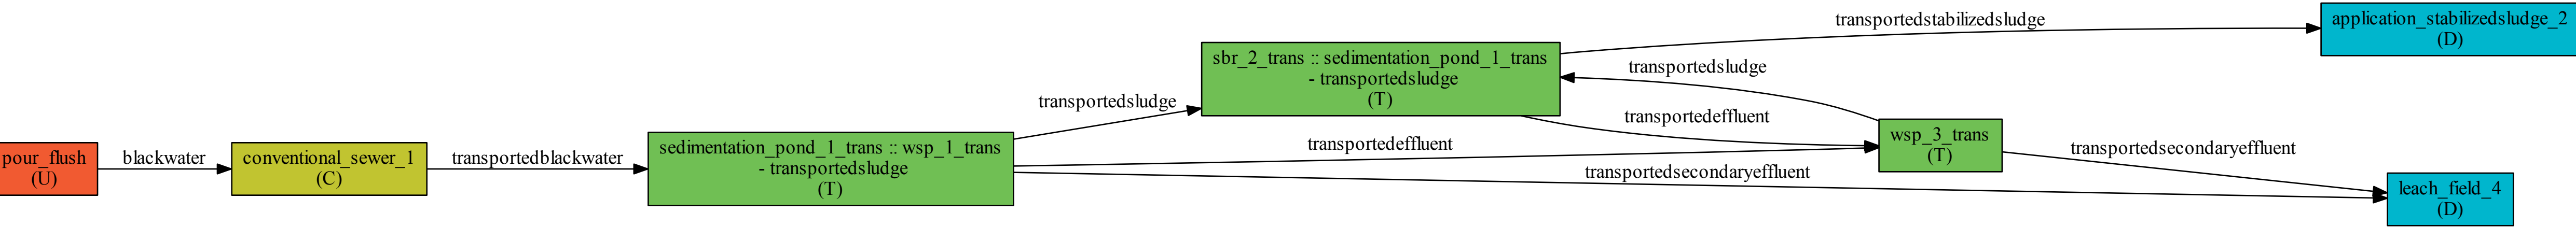 pour_flush
(U)
blackwater
conventional_sewer_1
(C)
transportedblackwater
sedimentation_pond_1_trans :: wsp_1_trans
- transportedsludge
(T)
transportedsludge
sbr_2_trans :: sedimentation_pond_1_trans
- transportedsludge
(T)
transportedeffluent
transportedsecondaryeffluent
transportedsludge
transportedeffluent
wsp_3_trans
(T)
transportedstabilizedsludge
transportedsecondaryeffluent
application_stabilizedsludge_2
(D)
leach_field_4
(D)